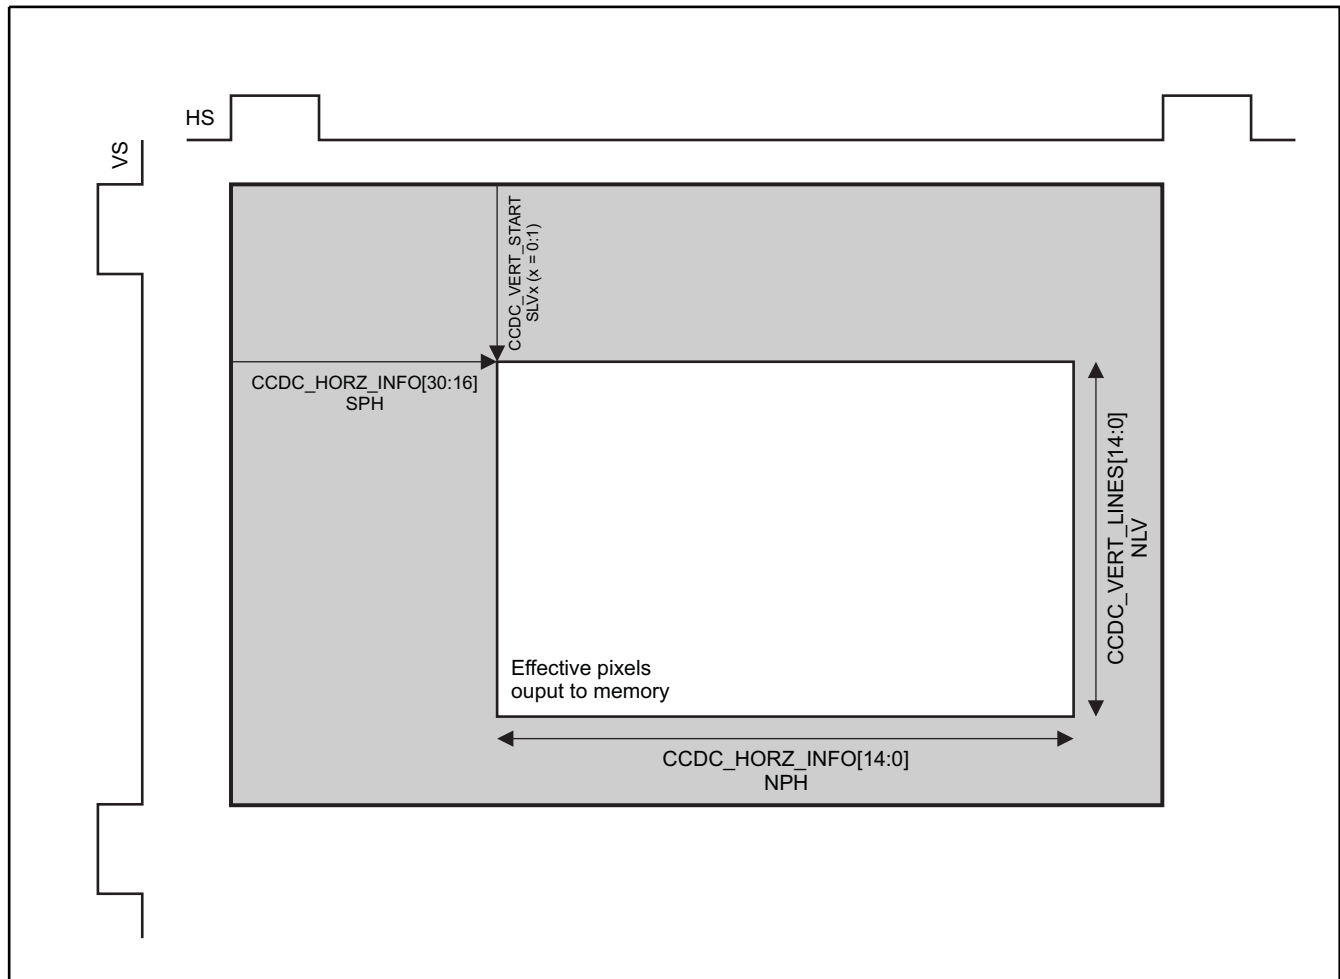 HS
VS
CCDC_VERT_START
SLVx (x = 0:1)
CCDC_HORZ_INFO[30:16]
SPH
CCDC_VERT_LINES[14:0]
NLV
Effective pixels
ouput to memory
CCDC_HORZ_INFO[14:0]
NPH